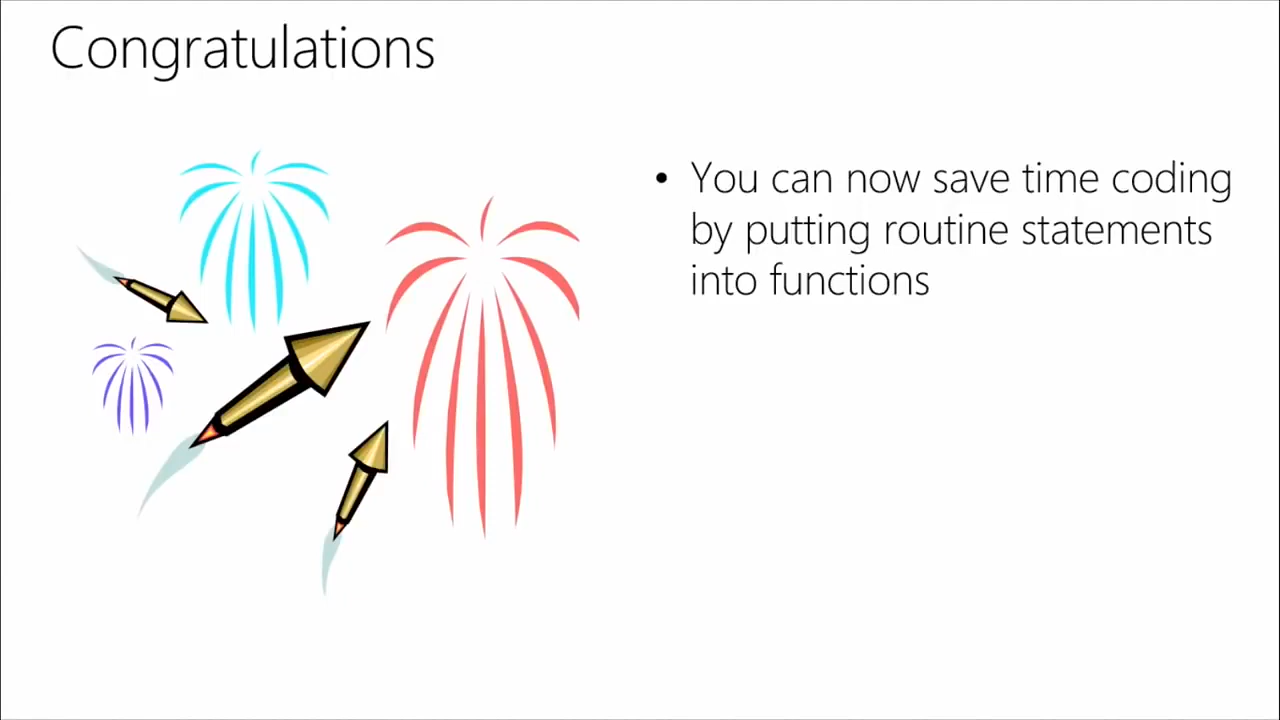 Congratulations
• You can now save time coding
by putting routine statements
into functions